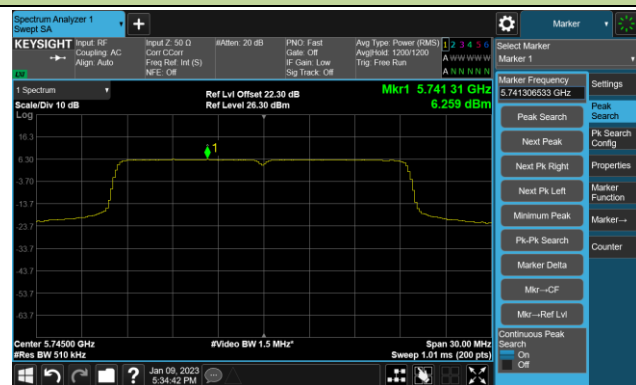 Spectrum Analyzer 1
Swept SA
Marker
KEYSIGHT
Input: RF
Coupling: AC
Align: Auto
Input Z: 50 Ω
Corr CCorr
Freq Ref: Int (S)
NFE: Off
#Atten: 20 dB
PNO: Fast
Gate: Off
IF Gain: Low
Sig Track: Off
Avg Type: Power (RMS)
Avg|Hold: 1200/1200
Trig: Free Run
1 2 3 4 5 6
A W W W W W
A N N N N N
Select Marker
Marker 1
LXI
1 Spectrum
Scale/Div 10 dB
Log
Ref Lvl Offset 22.30 dB
Ref Level 26.30 dBm
Mkr1 5.741 31 GHz
6.259 dBm
1
16.3
6.30
-3.70
-13.7
-23.7
-33.7
-43.7
-53.7
-63.7
Center 5.74500 GHz
#Res BW 510 kHz
#Video BW 1.5 MHz*
Span 30.00 MHz
Sweep 1.01 ms (200 pts)
Marker Frequency
5.741306533 GHz
Peak Search
Next Peak
Next Pk Right
Next Pk Left
Minimum Peak
Pk-Pk Search
Marker Delta
Mkr→CF
Mkr→Ref Lvl
Continuous Peak
Search
On
Off
Settings
Peak
Search
Pk Search
Config
Properties
Marker
Function
Marker→
Counter
Jan 09, 2023
5:34:42 PM